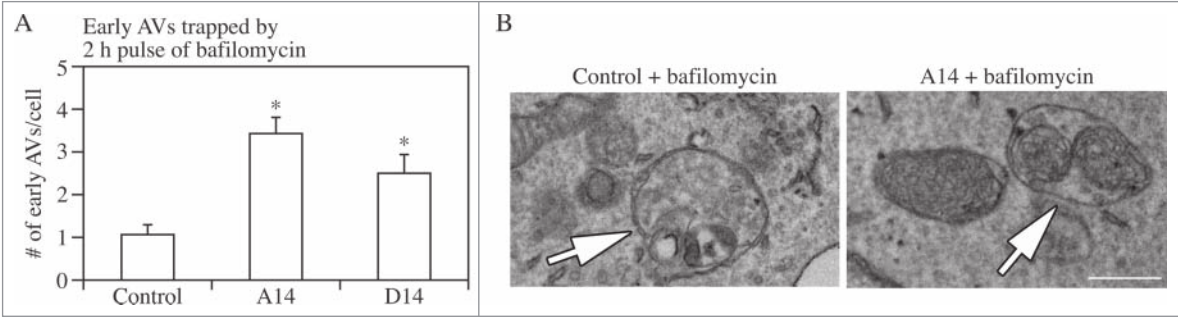 A
Early AVs trapped by
2 h pulse of bafilomycin
# of early AVs/cell
5
4
3
2
1
0
*
*
Control
A14
D14
B
Control + bafilomycin
A14 + bafilomycin